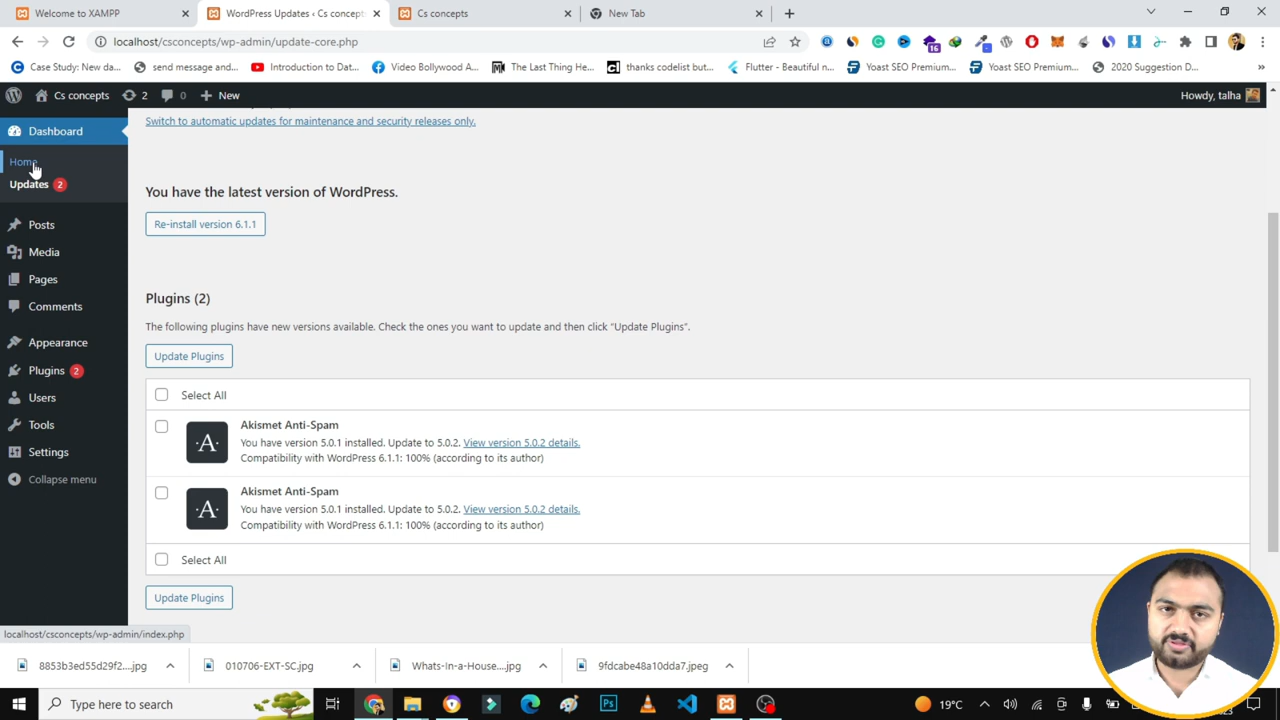 Welcome to XAMPP
WordPress Updates ‹ Cs concept
Cs concepts
New Tab
localhost/csconcepts/wp-admin/update-core.php
16
Case Study: New da...
send message and...
Introduction to Dat...
Video Bollywood A...
The Last Thing He...
thanks codelist but...
Flutter - Beautiful n...
Yoast SEO Premium...
Yoast SEO Premium...
2020 Suggestion D...
»
Cs concepts
2
0
New
Howdy, talha
Dashboard
Home
Updates 2
Posts
Media
Pages
Comments
Appearance
Plugins 2
Users
Tools
Settings
Collapse menu
Switch to automatic updates for maintenance and security releases only.
You have the latest version of WordPress.
Re-install version 6.1.1
Plugins (2)
The following plugins have new versions available. Check the ones you want to update and then click “Update Plugins”.
Update Plugins
Select All
Akismet Anti-Spam
You have version 5.0.1 installed. Update to 5.0.2. View version 5.0.2 details.
Compatibility with WordPress 6.1.1: 100% (according to its author)
Akismet Anti-Spam
You have version 5.0.1 installed. Update to 5.0.2. View version 5.0.2 details.
Compatibility with WordPress 6.1.1: 100% (according to its author)
Select All
Update Plugins
localhost/csconcepts/wp-admin/index.php
8853b3ed55d29f2....jpg
010706-EXT-SC.jpg
Whats-In-a-House....jpg
9fdcabe48a10dda7.jpeg
Type here to search
Ps
19°C